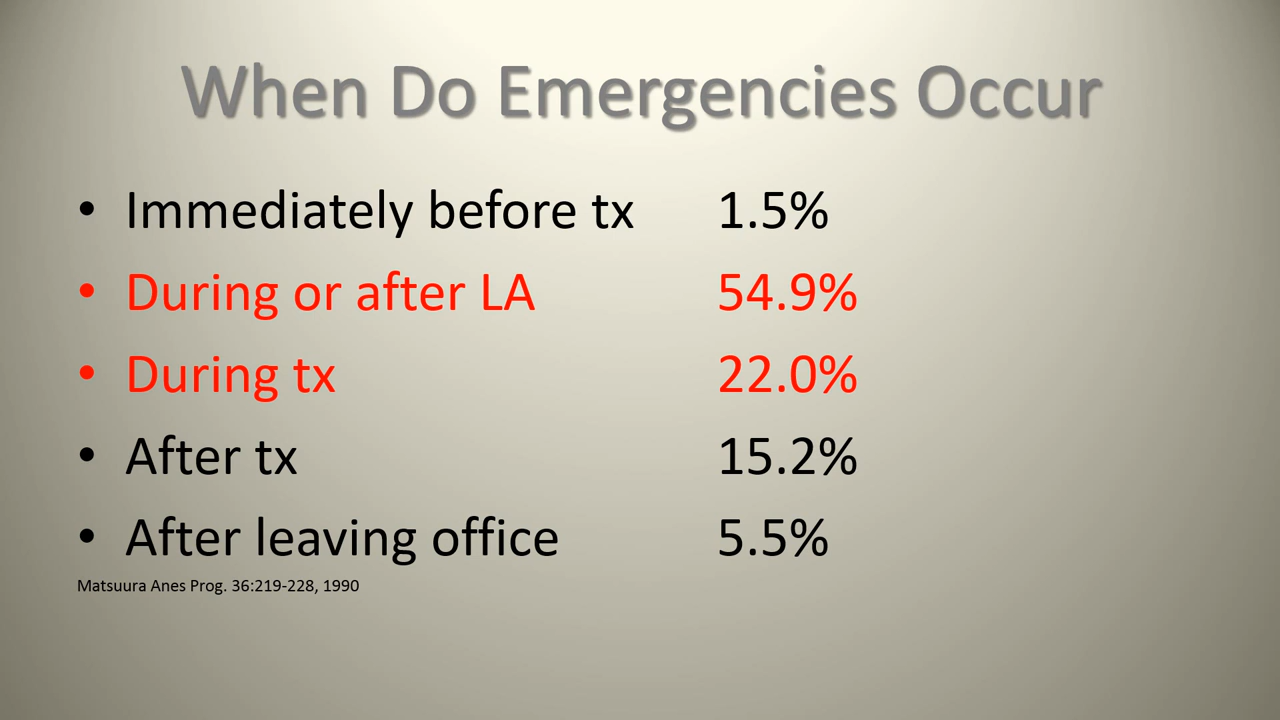 When Do Emergencies Occur
• Immediately before tx 1.5%
• During or after LA 54.9%
• During tx 22.0%
• After tx 15.2%
• After leaving office 5.5%
Matsuura Anes Prog. 36:219-228, 1990